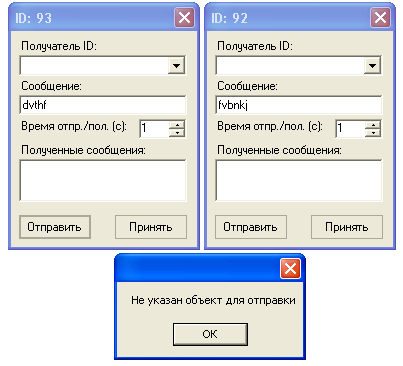 ID: 93
Получатель ID:
Сообщение:
dvthf
Время отпр./пол. (с): 1
Полученные сообщения:
Отправить Принять
ID: 92
Получатель ID:
Сообщение:
fvbnkj
Время отпр./пол. (с): 1
Полученные сообщения:
Отправить Принять
Не указан объект для отправки
OK